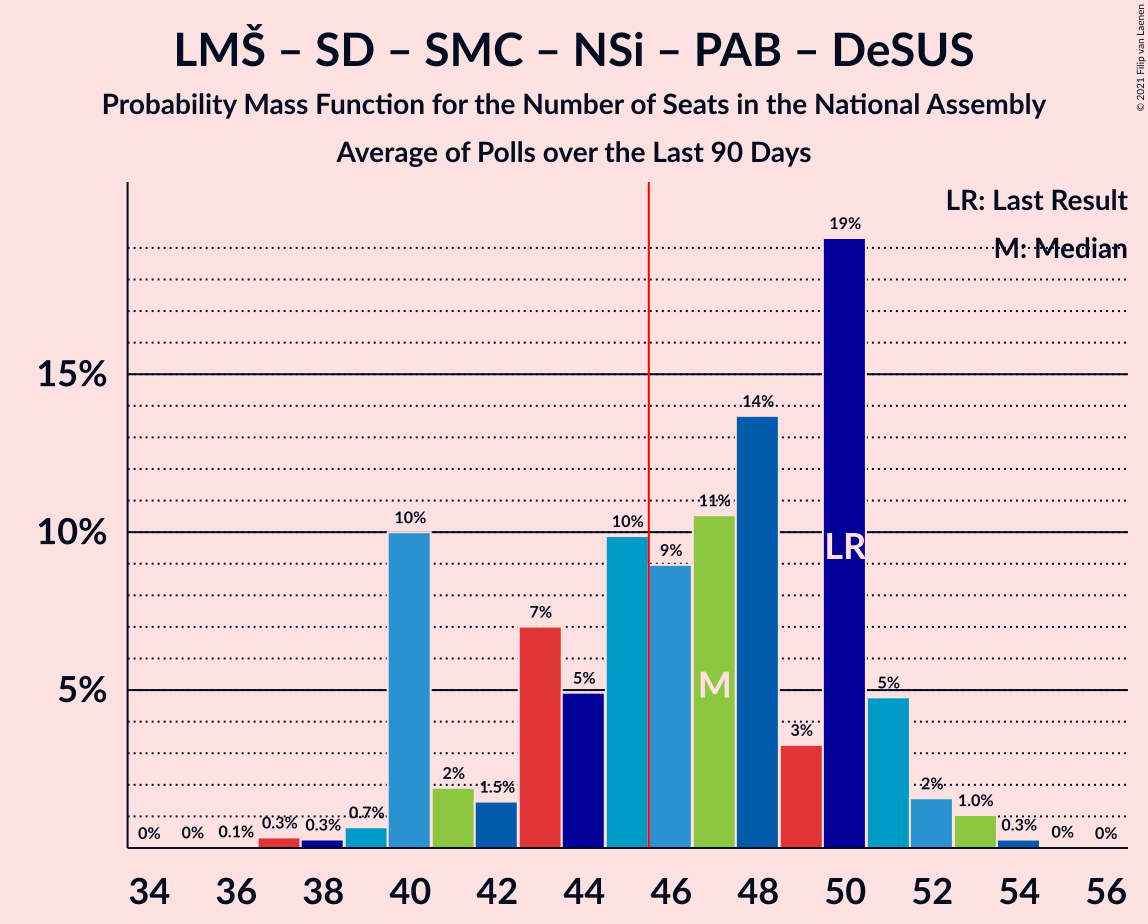 LMŠ – SD – SMC – NSi – PAB – DeSUS
Probability Mass Function for the Number of Seats in the National Assembly
Average of Polls over the Last 90 Days
© 2021 Filip van Laenen
LR: Last Result
M: Median
15%
10%
5%
0%
0%
0.1%
0.3%
0.3%
0.7%
10%
2%
1.5%
7%
5%
10%
9%
11%
14%
3%
19%
5%
2%
1.0%
0.3%
0%
0%
M
LR
34 36 38 40 42 44 46 48 50 52 54 56